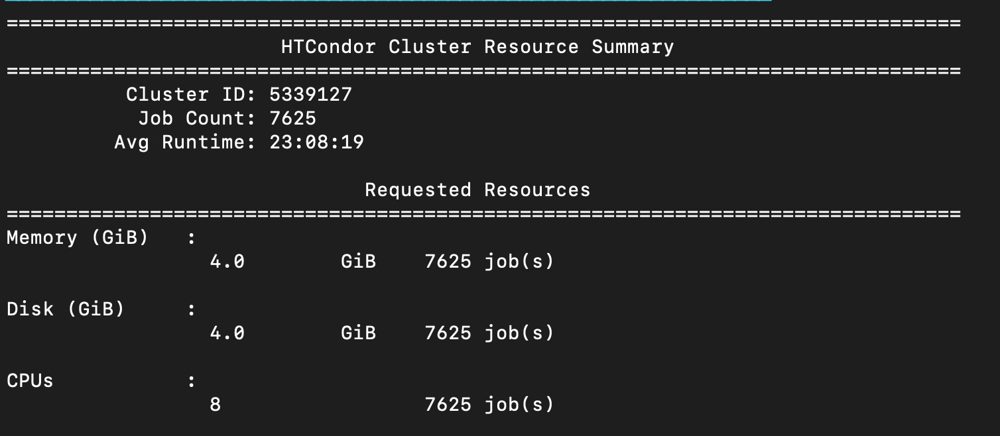 ================================================================================
HTCondor Cluster Resource Summary
================================================================================
Cluster ID: 5339127
Job Count: 7625
Avg Runtime: 23:08:19
Requested Resources
================================================================================
Memory (GiB) :
4.0 GiB 7625 job(s)
Disk (GiB) :
4.0 GiB 7625 job(s)
CPUs :
8 7625 job(s)